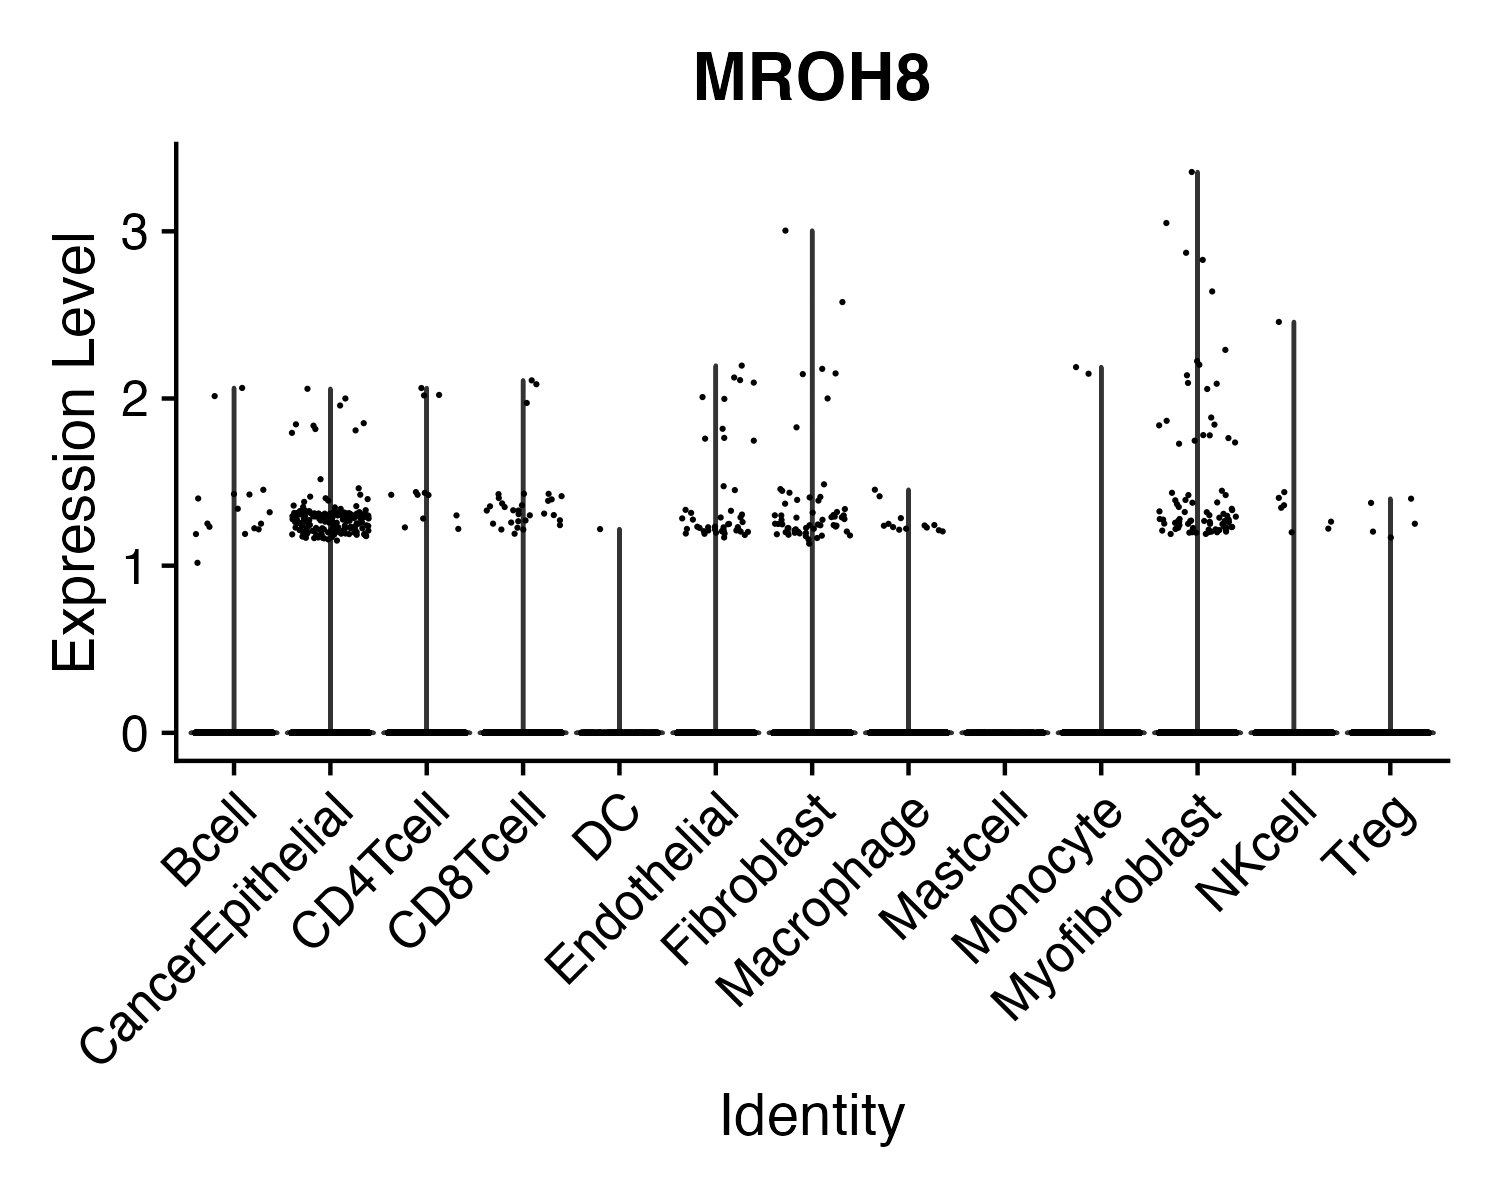 MROH8
Expression Level
3
2
1
0
Bcell
CancerEpithelial
CD4Tcell
CD8Tcell
DC
Endothelial
Fibroblast
Macrophage
Mastcell
Monocyte
Myofibroblast
NKcell
Treg
Identity